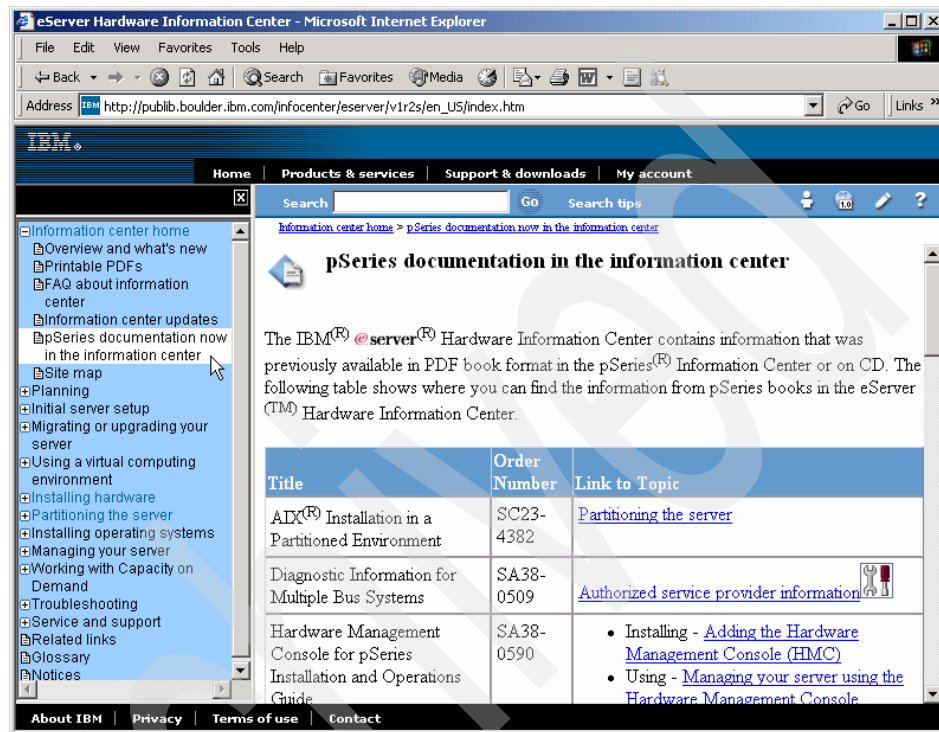 eServer Hardware Information Center - Microsoft Internet Explorer
File Edit View Favorites Tools Help
Back Search Favorites Media
Address IBM http://publib.boulder.ibm.com/infocenter/eserver/v1r2s/en_US/index.htm Go Links »
IBM
Home | Products & services | Support & downloads | My account
Search Go Search tips 1.0 ?
Information center home
Overview and what's new
Printable PDFs
FAQ about information
center
Information center updates
pSeries documentation now
in the information center
Site map
Planning
Initial server setup
Migrating or upgrading your
server
Using a virtual computing
environment
Installing hardware
Partitioning the server
Installing operating systems
Managing your server
Working with Capacity on
Demand
Troubleshooting
Service and support
Related links
Glossary
Notices
Information center home > pSeries documentation now in the information center
pSeries documentation in the information center
The IBM(R) @server(R) Hardware Information Center contains information that was
previously available in PDF book format in the pSeries(R) Information Center or on CD. The
following table shows where you can find the information from pSeries books in the eServer
(TM) Hardware Information Center.
Title Order Number Link to Topic
AIX(R) Installation in a Partitioned Environment SC23-4382 Partitioning the server
Diagnostic Information for Multiple Bus Systems SA38-0509 Authorized service provider information
Hardware Management Console for pSeries Installation and Operations Guide SA38-0590
• Installing - Adding the Hardware
Management Console (HMC)
• Using - Managing your server using the
Hardware Management Console
About IBM | Privacy | Terms of use | Contact